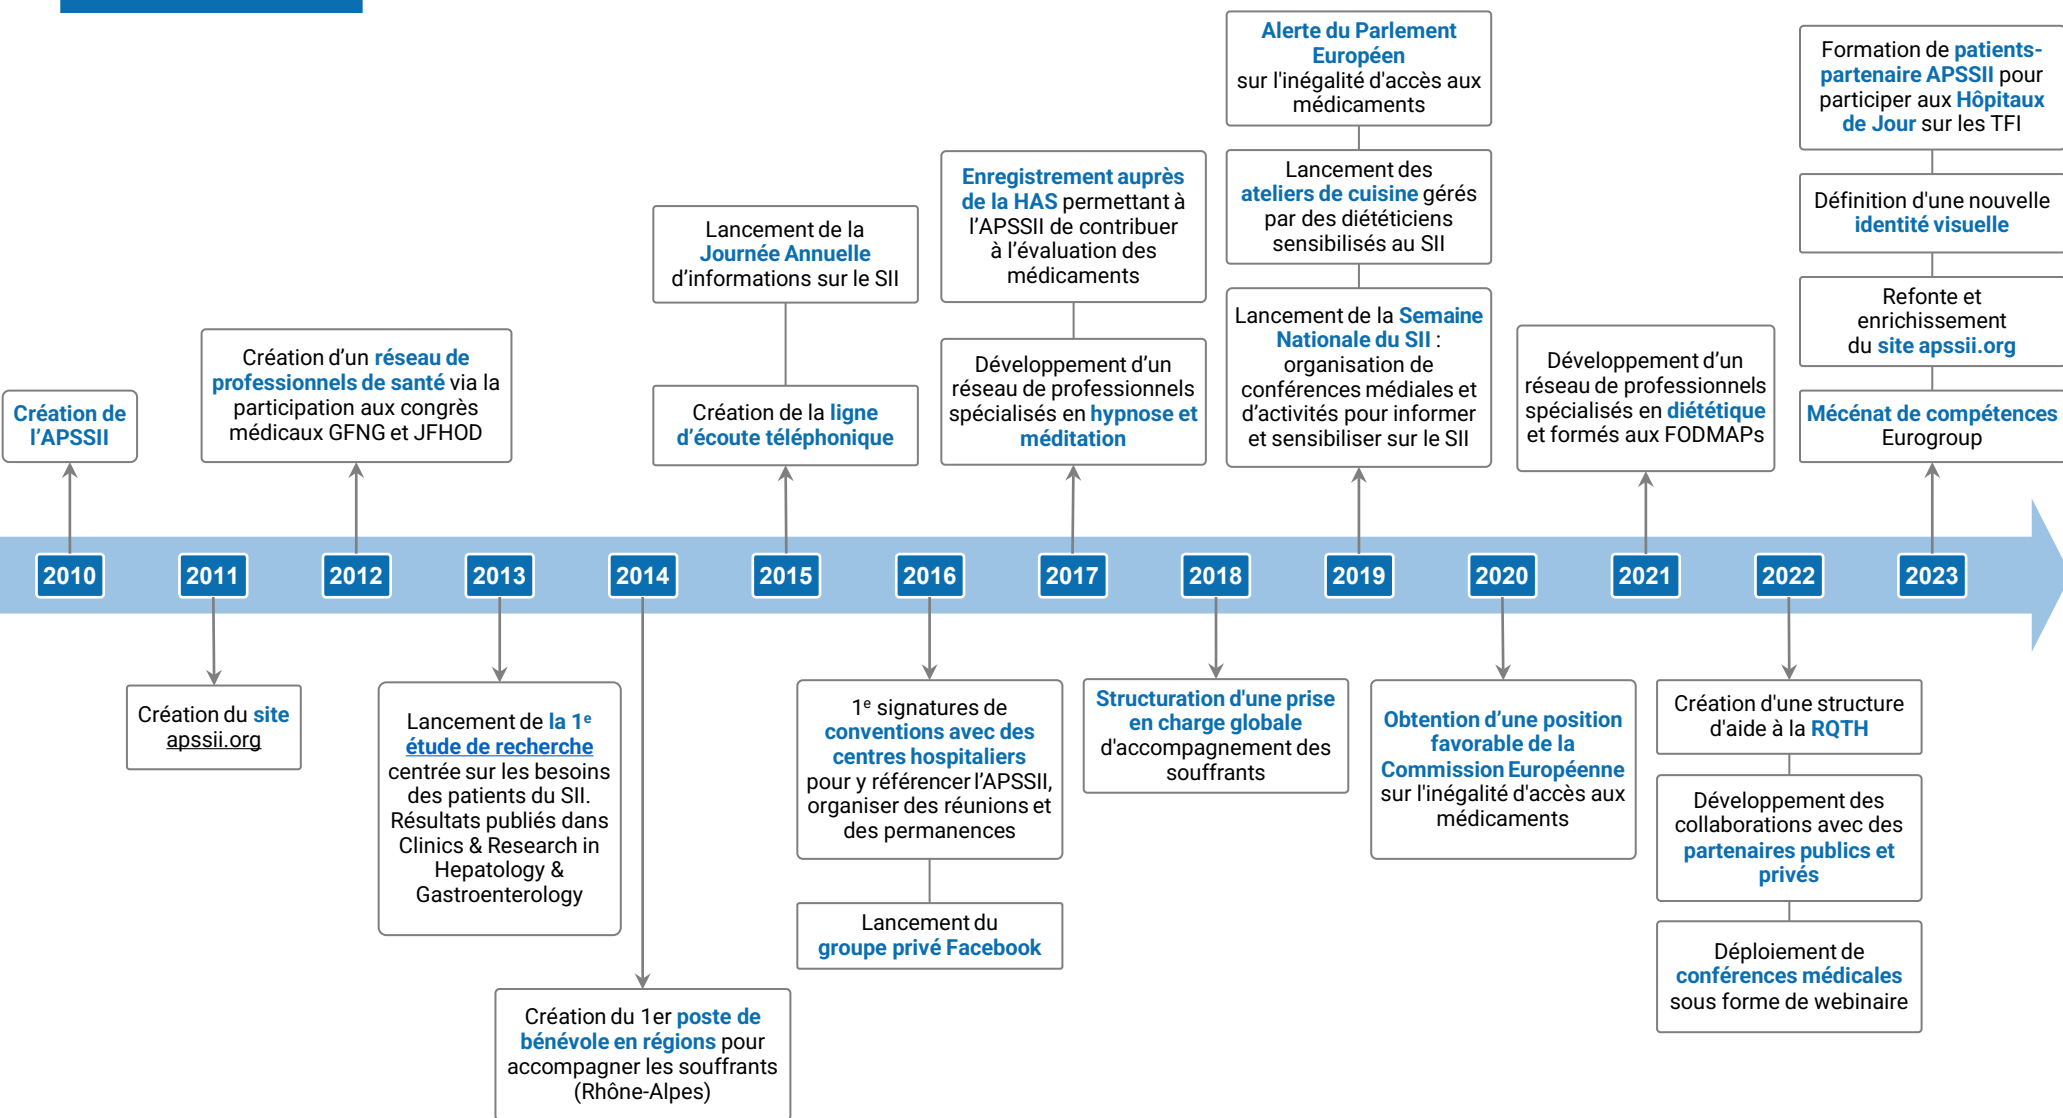 Création de
l'APSSII
Création d'un réseau de
professionnels de santé via la
participation aux congrès
médicaux GFNG et JFHOD
Lancement de la
Journée Annuelle
d'informations sur le SII
Création de la ligne
d'écoute téléphonique
Enregistrement auprès
de la HAS permettant à
l'APSSII de contribuer
à l'évaluation des
médicaments
Développement d'un
réseau de professionnels
spécialisés en hypnose et
méditation
Alerte du Parlement
Européen
sur l'inégalité d'accès aux
médicaments
Lancement des
ateliers de cuisine gérés
par des diététiciens
sensibilisés au SII
Lancement de la Semaine
Nationale du SII :
organisation de
conférences médiales et
d'activités pour informer
et sensibiliser sur le SII
Développement d'un
réseau de professionnels
spécialisés en diététique
et formés aux FODMAPs
Formation de patients-
partenaire APSSII pour
participer aux Hôpitaux
de Jour sur les TFI
Définition d'une nouvelle
identité visuelle
Refonte et
enrichissement
du site apssii.org
Mécénat de compétences
Eurogroup
2010 2011 2012 2013 2014 2015 2016 2017 2018 2019 2020 2021 2022 2023
Création du site
apssii.org
Lancement de la 1e
étude de recherche
centrée sur les besoins
des patients du SII.
Résultats publiés dans
Clinics & Research in
Hepatology &
Gastroenterology
Création du 1er poste de
bénévole en régions pour
accompagner les souffrants
(Rhône-Alpes)
1e signatures de
conventions avec des
centres hospitaliers
pour y référencer l'APSSII,
organiser des réunions et
des permanences
Lancement du
groupe privé Facebook
Structuration d'une prise
en charge globale
d'accompagnement des
souffrants
Obtention d'une position
favorable de la
Commission Européenne
sur l'inégalité d'accès aux
médicaments
Création d'une structure
d'aide à la RQTH
Développement des
collaborations avec des
partenaires publics et
privés
Déploiement de
conférences médicales
sous forme de webinaire